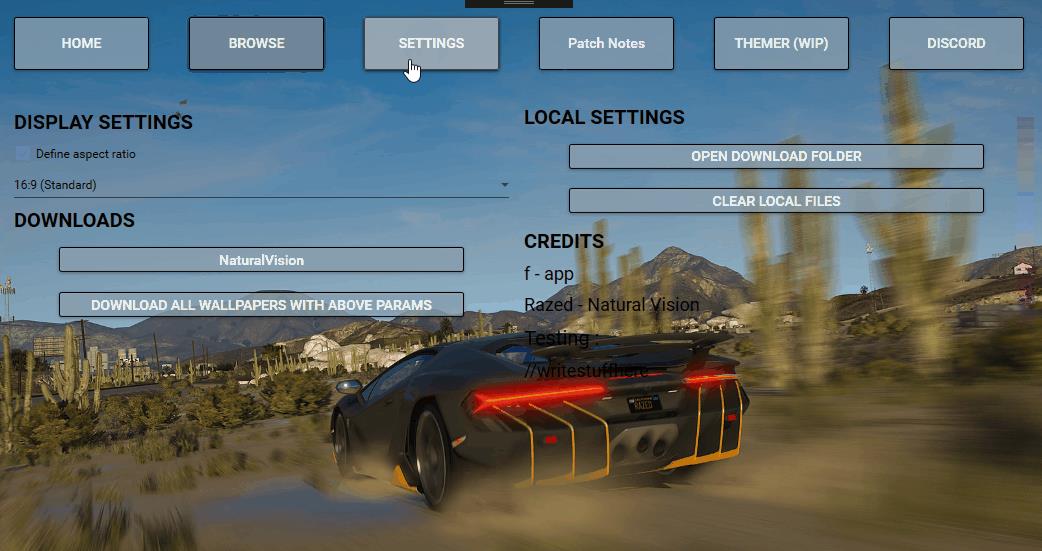 HOME
BROWSE
SETTINGS
Patch Notes
THEMER (WIP)
DISCORD
DISPLAY SETTINGS
Define aspect ratio
16:9 (Standard)
DOWNLOADS
NaturalVision
DOWNLOAD ALL WALLPAPERS WITH ABOVE PARAMS
LOCAL SETTINGS
OPEN DOWNLOAD FOLDER
CLEAR LOCAL FILES
CREDITS
f - app
Razed - Natural Vision
Testing :
//writestuffhere
RAZED